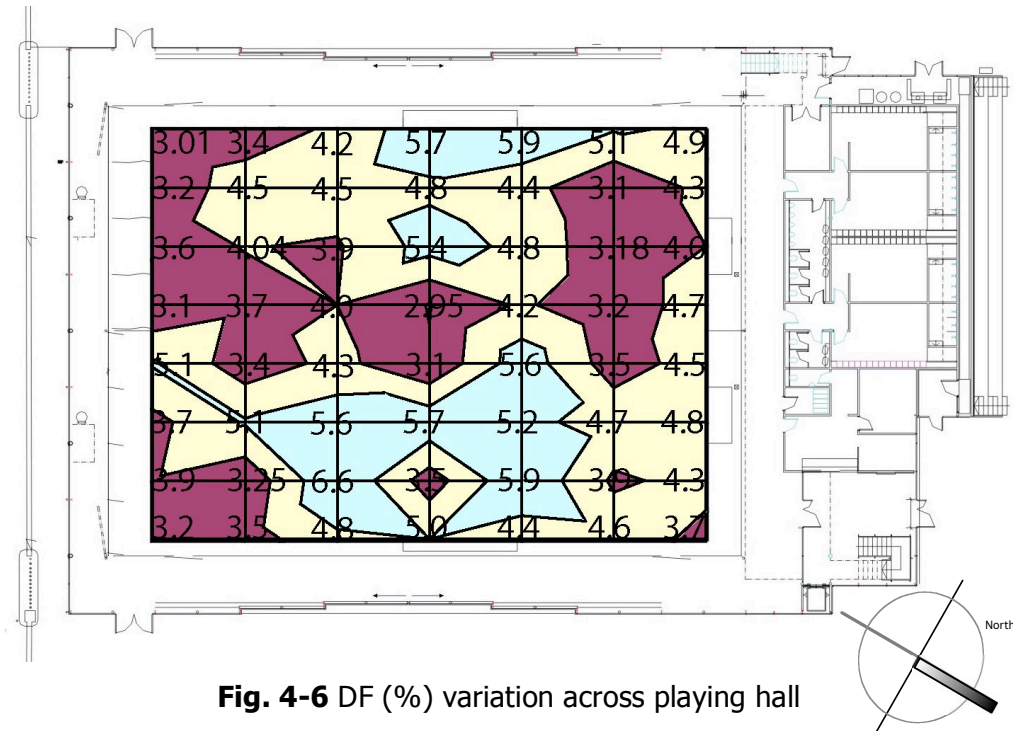 3.01 3.4 4.2 5.7 5.9 5.1 4.9
3.2 4.5 4.5 4.8 4.4 3.1 4.3
3.6 4.04 3.9 5.4 4.8 3.18 4.0
3.1 3.7 4.0 2.95 4.2 3.2 4.7
5.1 3.4 4.3 3.1 5.6 3.5 4.5
3.7 5.1 5.6 5.7 5.2 4.7 4.8
3.9 3.25 6.6 3.5 5.9 3.9 4.3
3.2 3.5 4.8 5.0 4.4 4.6 3.7
North
Fig. 4-6 DF (%) variation across playing hall